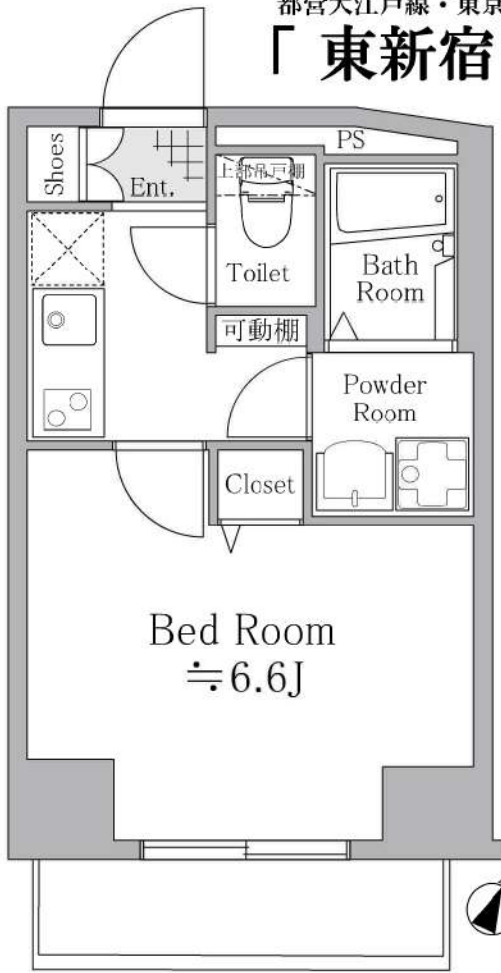 都営大江戸線・東京
「 東新宿
Shoes
Ent.
PS
上部吊戸棚
Toilet
Bath
Room
可動棚
Powder
Room
Closet
Bed Room
≒6.6J